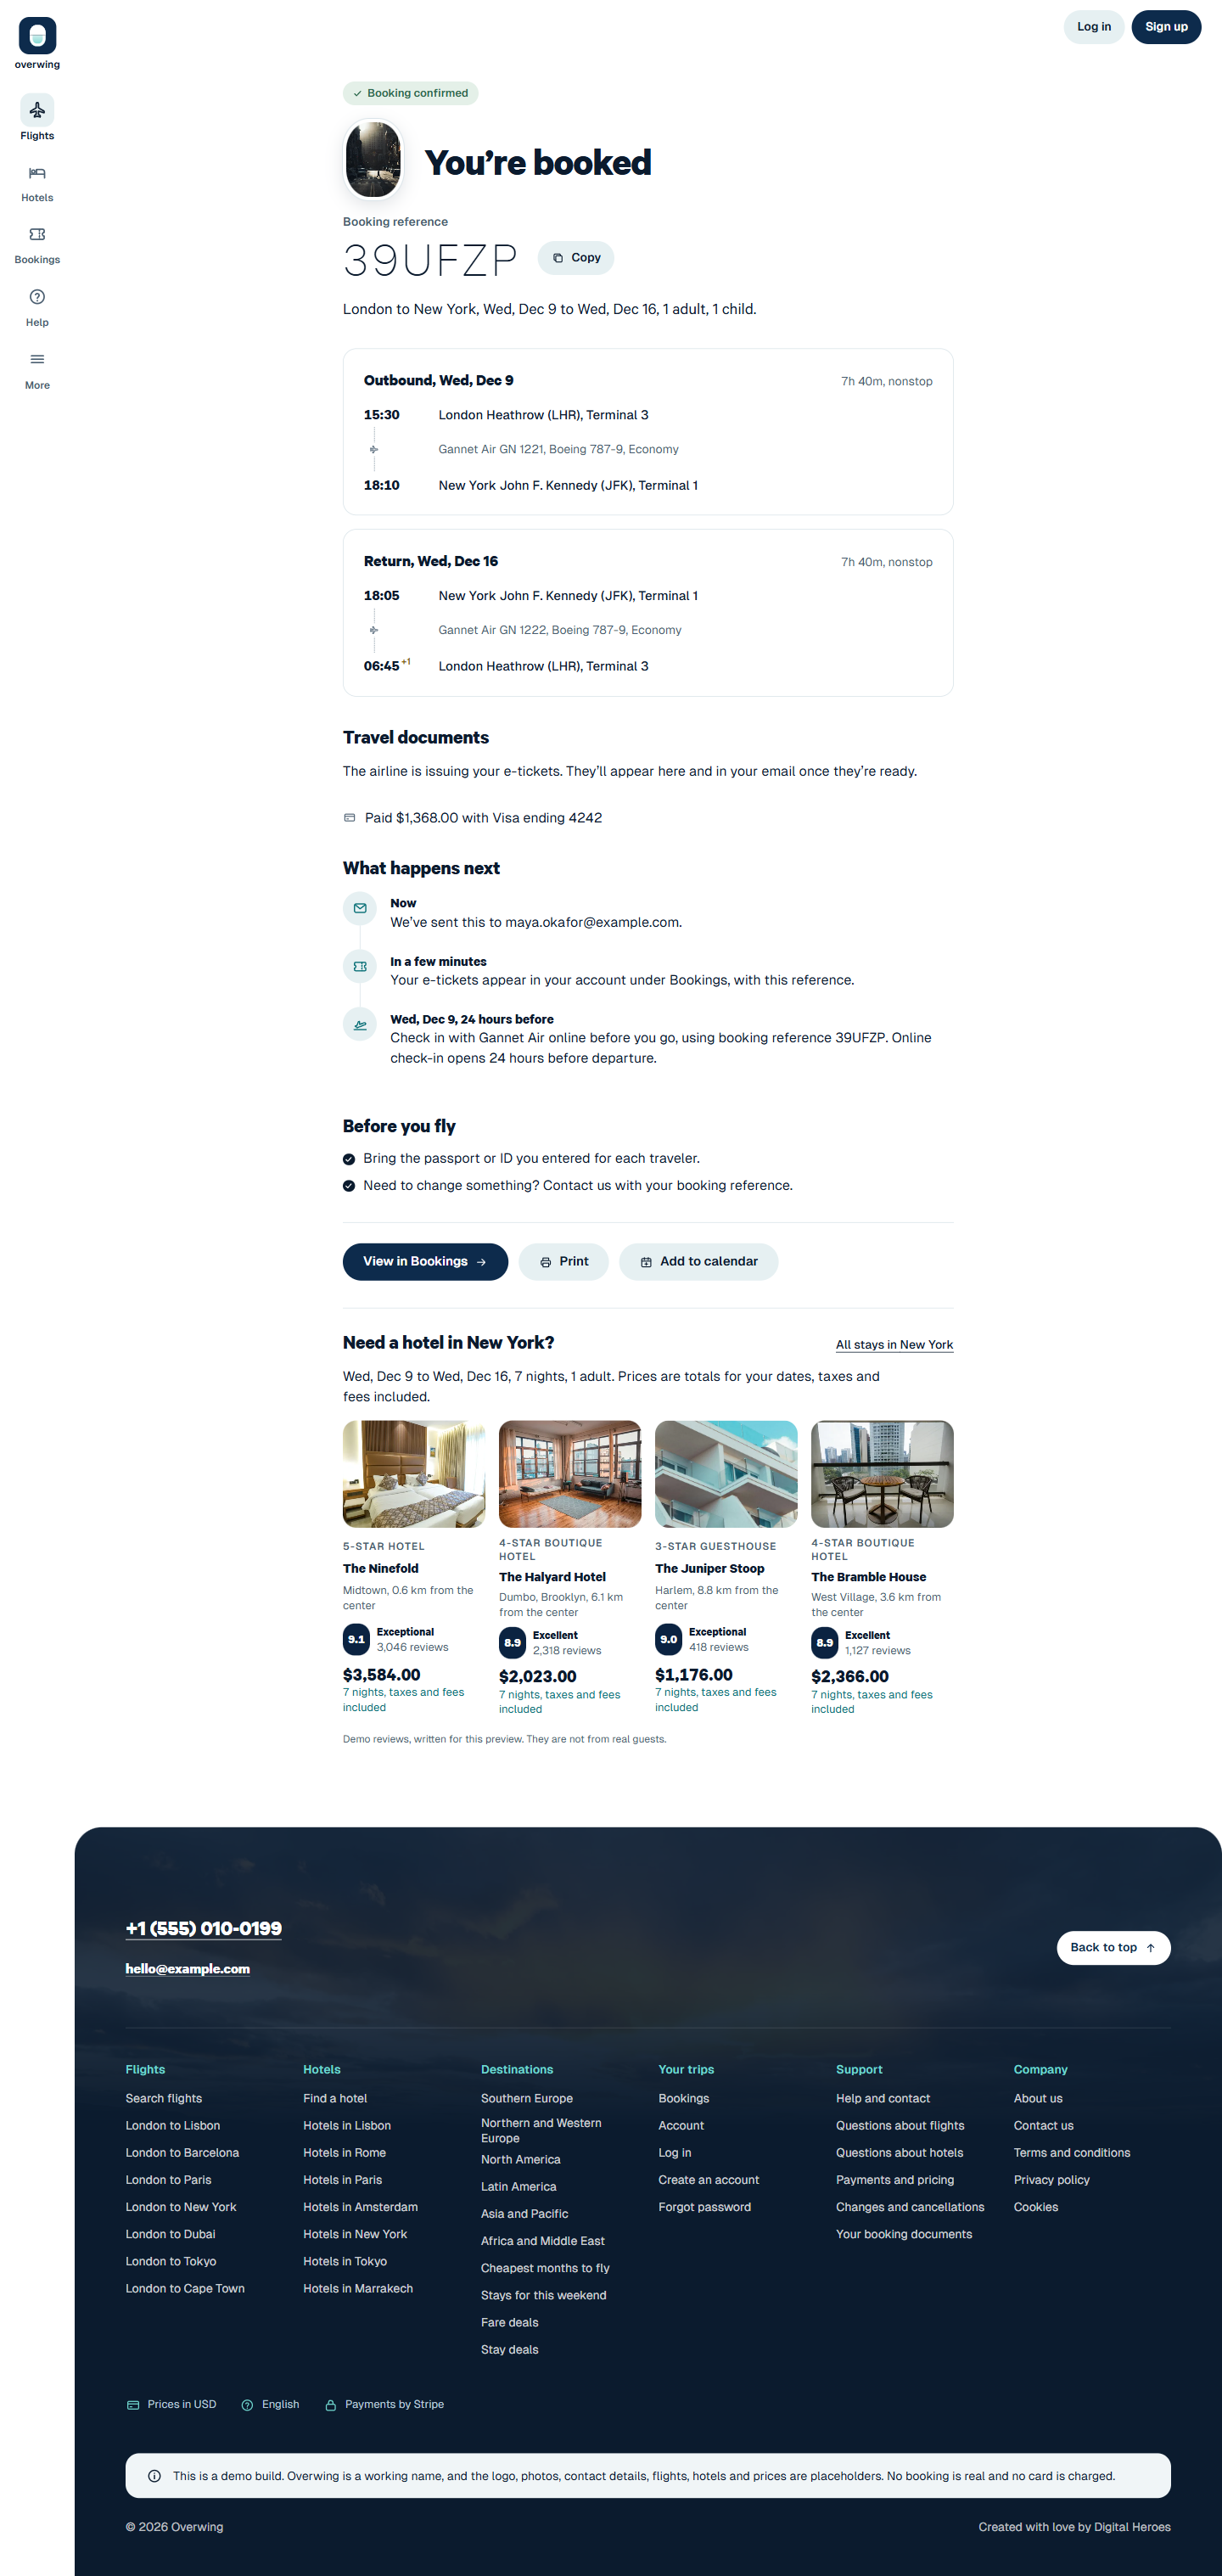 overwing
Log in
Sign up
Flights
Hotels
Bookings
Help
More
Booking confirmed
You’re booked
Booking reference
39UFZP
Copy
London to New York, Wed, Dec 9 to Wed, Dec 16, 1 adult, 1 child.
Outbound, Wed, Dec 9
7h 40m, nonstop
15:30
London Heathrow (LHR), Terminal 3
Gannet Air GN 1221, Boeing 787-9, Economy
18:10
New York John F. Kennedy (JFK), Terminal 1
Return, Wed, Dec 16
7h 40m, nonstop
18:05
New York John F. Kennedy (JFK), Terminal 1
Gannet Air GN 1222, Boeing 787-9, Economy
06:45 +1
London Heathrow (LHR), Terminal 3
Travel documents
The airline is issuing your e-tickets. They’ll appear here and in your email once they’re ready.
Paid $1,368.00 with Visa ending 4242
What happens next
Now
We’ve sent this to maya.okafor@example.com.
In a few minutes
Your e-tickets appear in your account under Bookings, with this reference.
Wed, Dec 9, 24 hours before
Check in with Gannet Air online before you go, using booking reference 39UFZP. Online
check-in opens 24 hours before departure.
Before you fly
Bring the passport or ID you entered for each traveler.
Need to change something? Contact us with your booking reference.
View in Bookings
Print
Add to calendar
Need a hotel in New York?
All stays in New York
Wed, Dec 9 to Wed, Dec 16, 7 nights, 1 adult. Prices are totals for your dates, taxes and
fees included.
5-STAR HOTEL
The Ninefold
Midtown, 0.6 km from the
center
9.1
Exceptional
3,046 reviews
$3,584.00
7 nights, taxes and fees
included
4-STAR BOUTIQUE
HOTEL
The Halyard Hotel
Dumbo, Brooklyn, 6.1 km
from the center
8.9
Excellent
2,318 reviews
$2,023.00
7 nights, taxes and fees
included
3-STAR GUESTHOUSE
The Juniper Stoop
Harlem, 8.8 km from the
center
9.0
Exceptional
418 reviews
$1,176.00
7 nights, taxes and fees
included
4-STAR BOUTIQUE
HOTEL
The Bramble House
West Village, 3.6 km from
the center
8.9
Excellent
1,127 reviews
$2,366.00
7 nights, taxes and fees
included
Demo reviews, written for this preview. They are not from real guests.
+1 (555) 010-0199
hello@example.com
Back to top
Flights
Search flights
London to Lisbon
London to Barcelona
London to Paris
London to New York
London to Dubai
London to Tokyo
London to Cape Town
Hotels
Find a hotel
Hotels in Lisbon
Hotels in Rome
Hotels in Paris
Hotels in Amsterdam
Hotels in New York
Hotels in Tokyo
Hotels in Marrakech
Destinations
Southern Europe
Northern and Western
Europe
North America
Latin America
Asia and Pacific
Africa and Middle East
Cheapest months to fly
Stays for this weekend
Fare deals
Stay deals
Your trips
Bookings
Account
Log in
Create an account
Forgot password
Support
Help and contact
Questions about flights
Questions about hotels
Payments and pricing
Changes and cancellations
Your booking documents
Company
About us
Contact us
Terms and conditions
Privacy policy
Cookies
Prices in USD
English
Payments by Stripe
This is a demo build. Overwing is a working name, and the logo, photos, contact details, flights, hotels and prices are placeholders. No booking is real and no card is charged.
© 2026 Overwing
Created with love by Digital Heroes